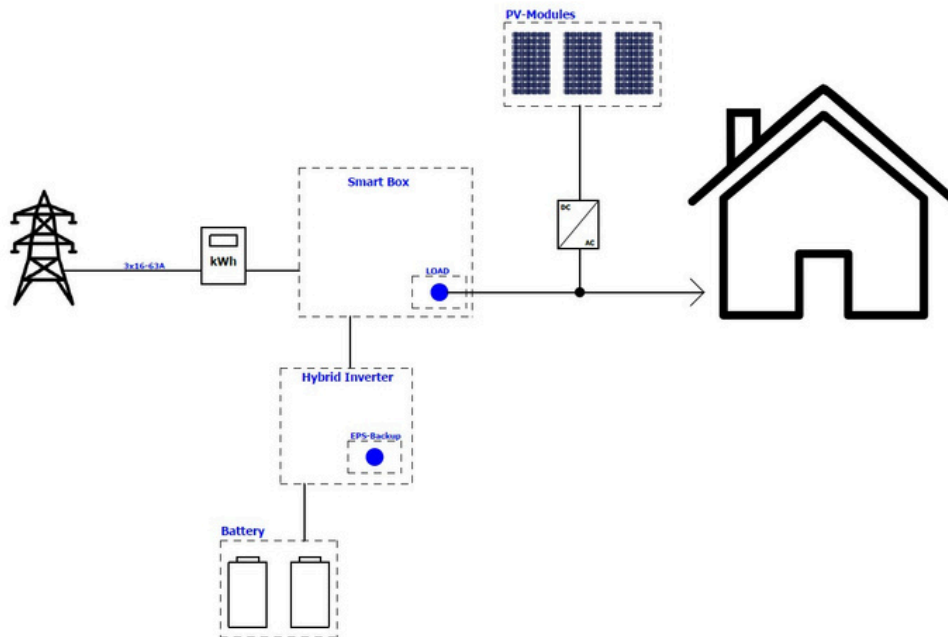 PV-Modules
Smart Box
DC
AC
3x16-63A
kWh
LOAD
Hybrid Inverter
EPS-Backup
Battery